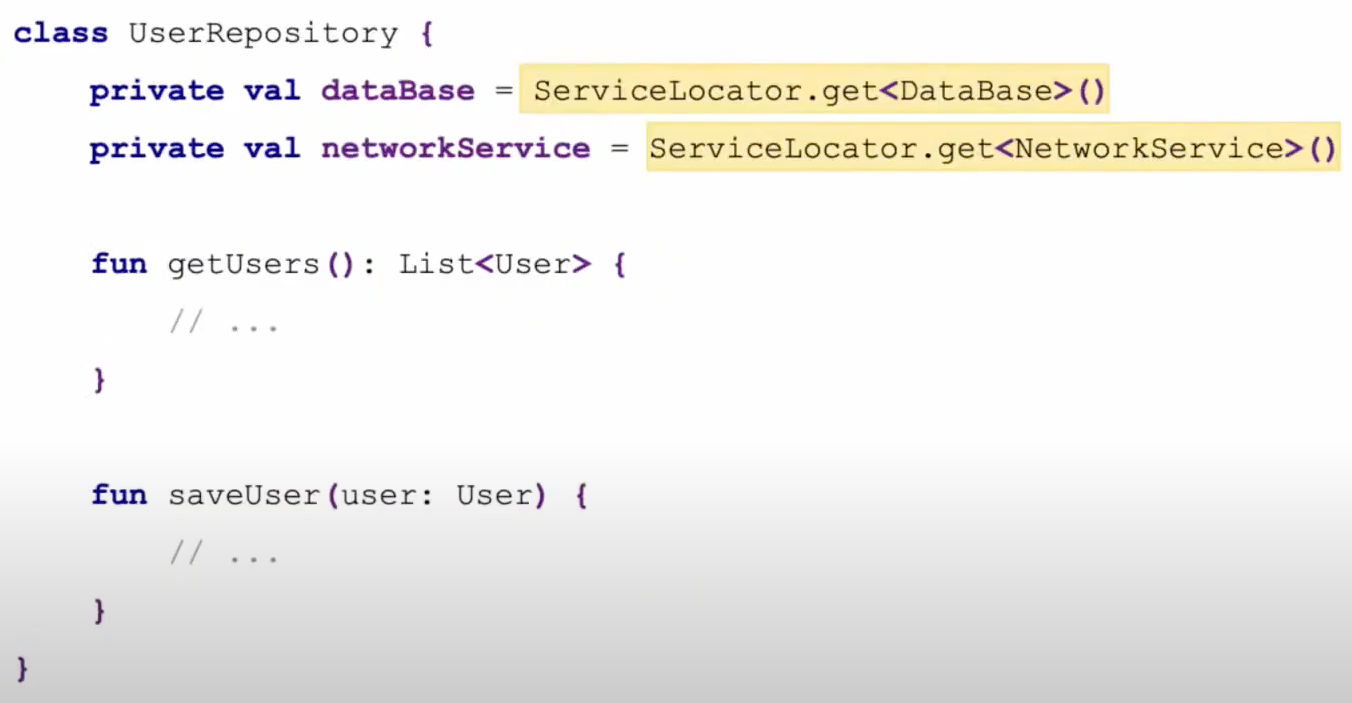 class UserRepository {
    private val dataBase = ServiceLocator.get<DataBase>()
    private val networkService = ServiceLocator.get<NetworkService>()

    fun getUsers(): List<User> {
        // ...
    }

    fun saveUser(user: User) {
        // ...
    }
}